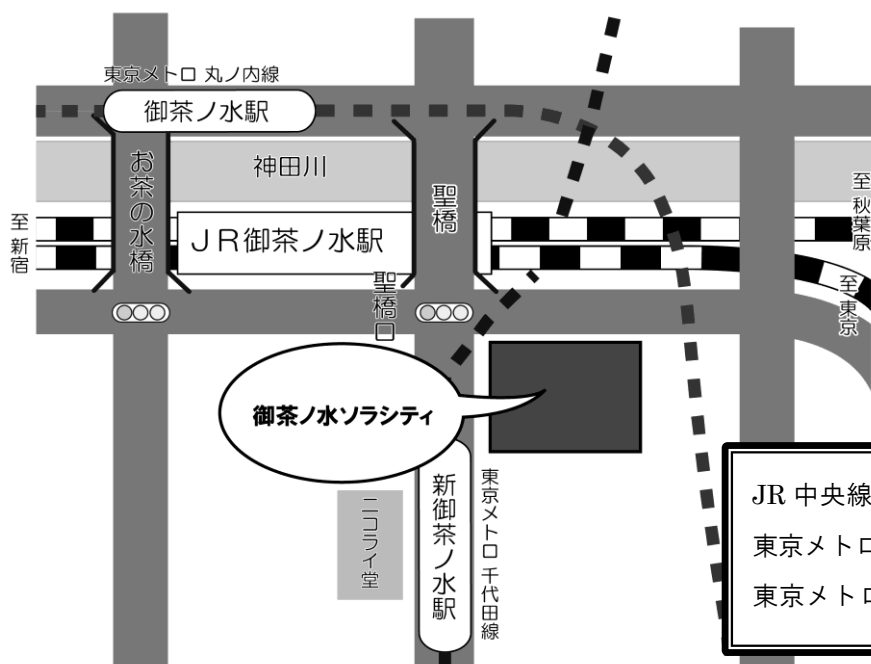 東京メトロ 丸ノ内線
御茶ノ水駅
お茶の水橋
神田川
聖橋
至 新宿
JR御茶ノ水駅
至 秋葉原
聖橋口
至 東京
御茶ノ水ソラシティ
新御茶ノ水駅
東京メトロ 千代田線
ニコライ堂
JR 中央線
東京メトロ
東京メトロ